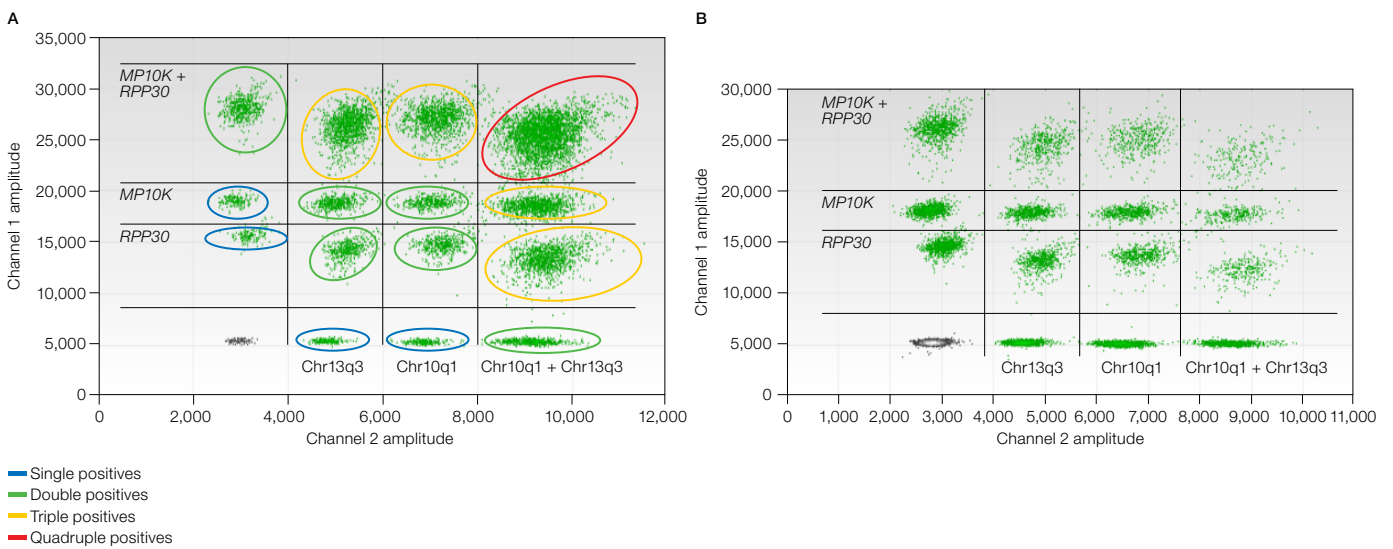 A
35,000
30,000
25,000
20,000
15,000
10,000
5,000
0
Channel 1 amplitude
MP10K +
RPP30
MP10K
RPP30
Chr13q3
Chr10q1
Chr10q1 + Chr13q3
0
2,000
4,000
6,000
8,000
10,000
12,000
Channel 2 amplitude
Single positives
Double positives
Triple positives
Quadruple positives
B
30,000
25,000
20,000
15,000
10,000
5,000
0
Channel 1 amplitude
MP10K +
RPP30
MP10K
RPP30
Chr13q3
Chr10q1
Chr10q1 + Chr13q3
0
1,000
2,000
3,000
4,000
5,000
6,000
7,000
8,000
9,000
10,000
11,000
Channel 2 amplitude